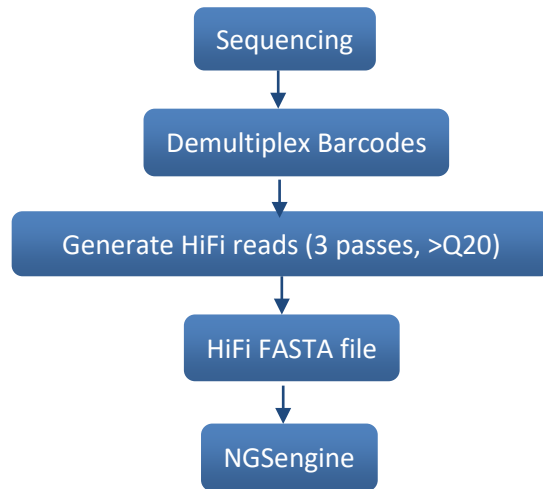 Sequencing
Demultiplex Barcodes
Generate HiFi reads (3 passes, >Q20)
HiFi FASTA file
NGSengine